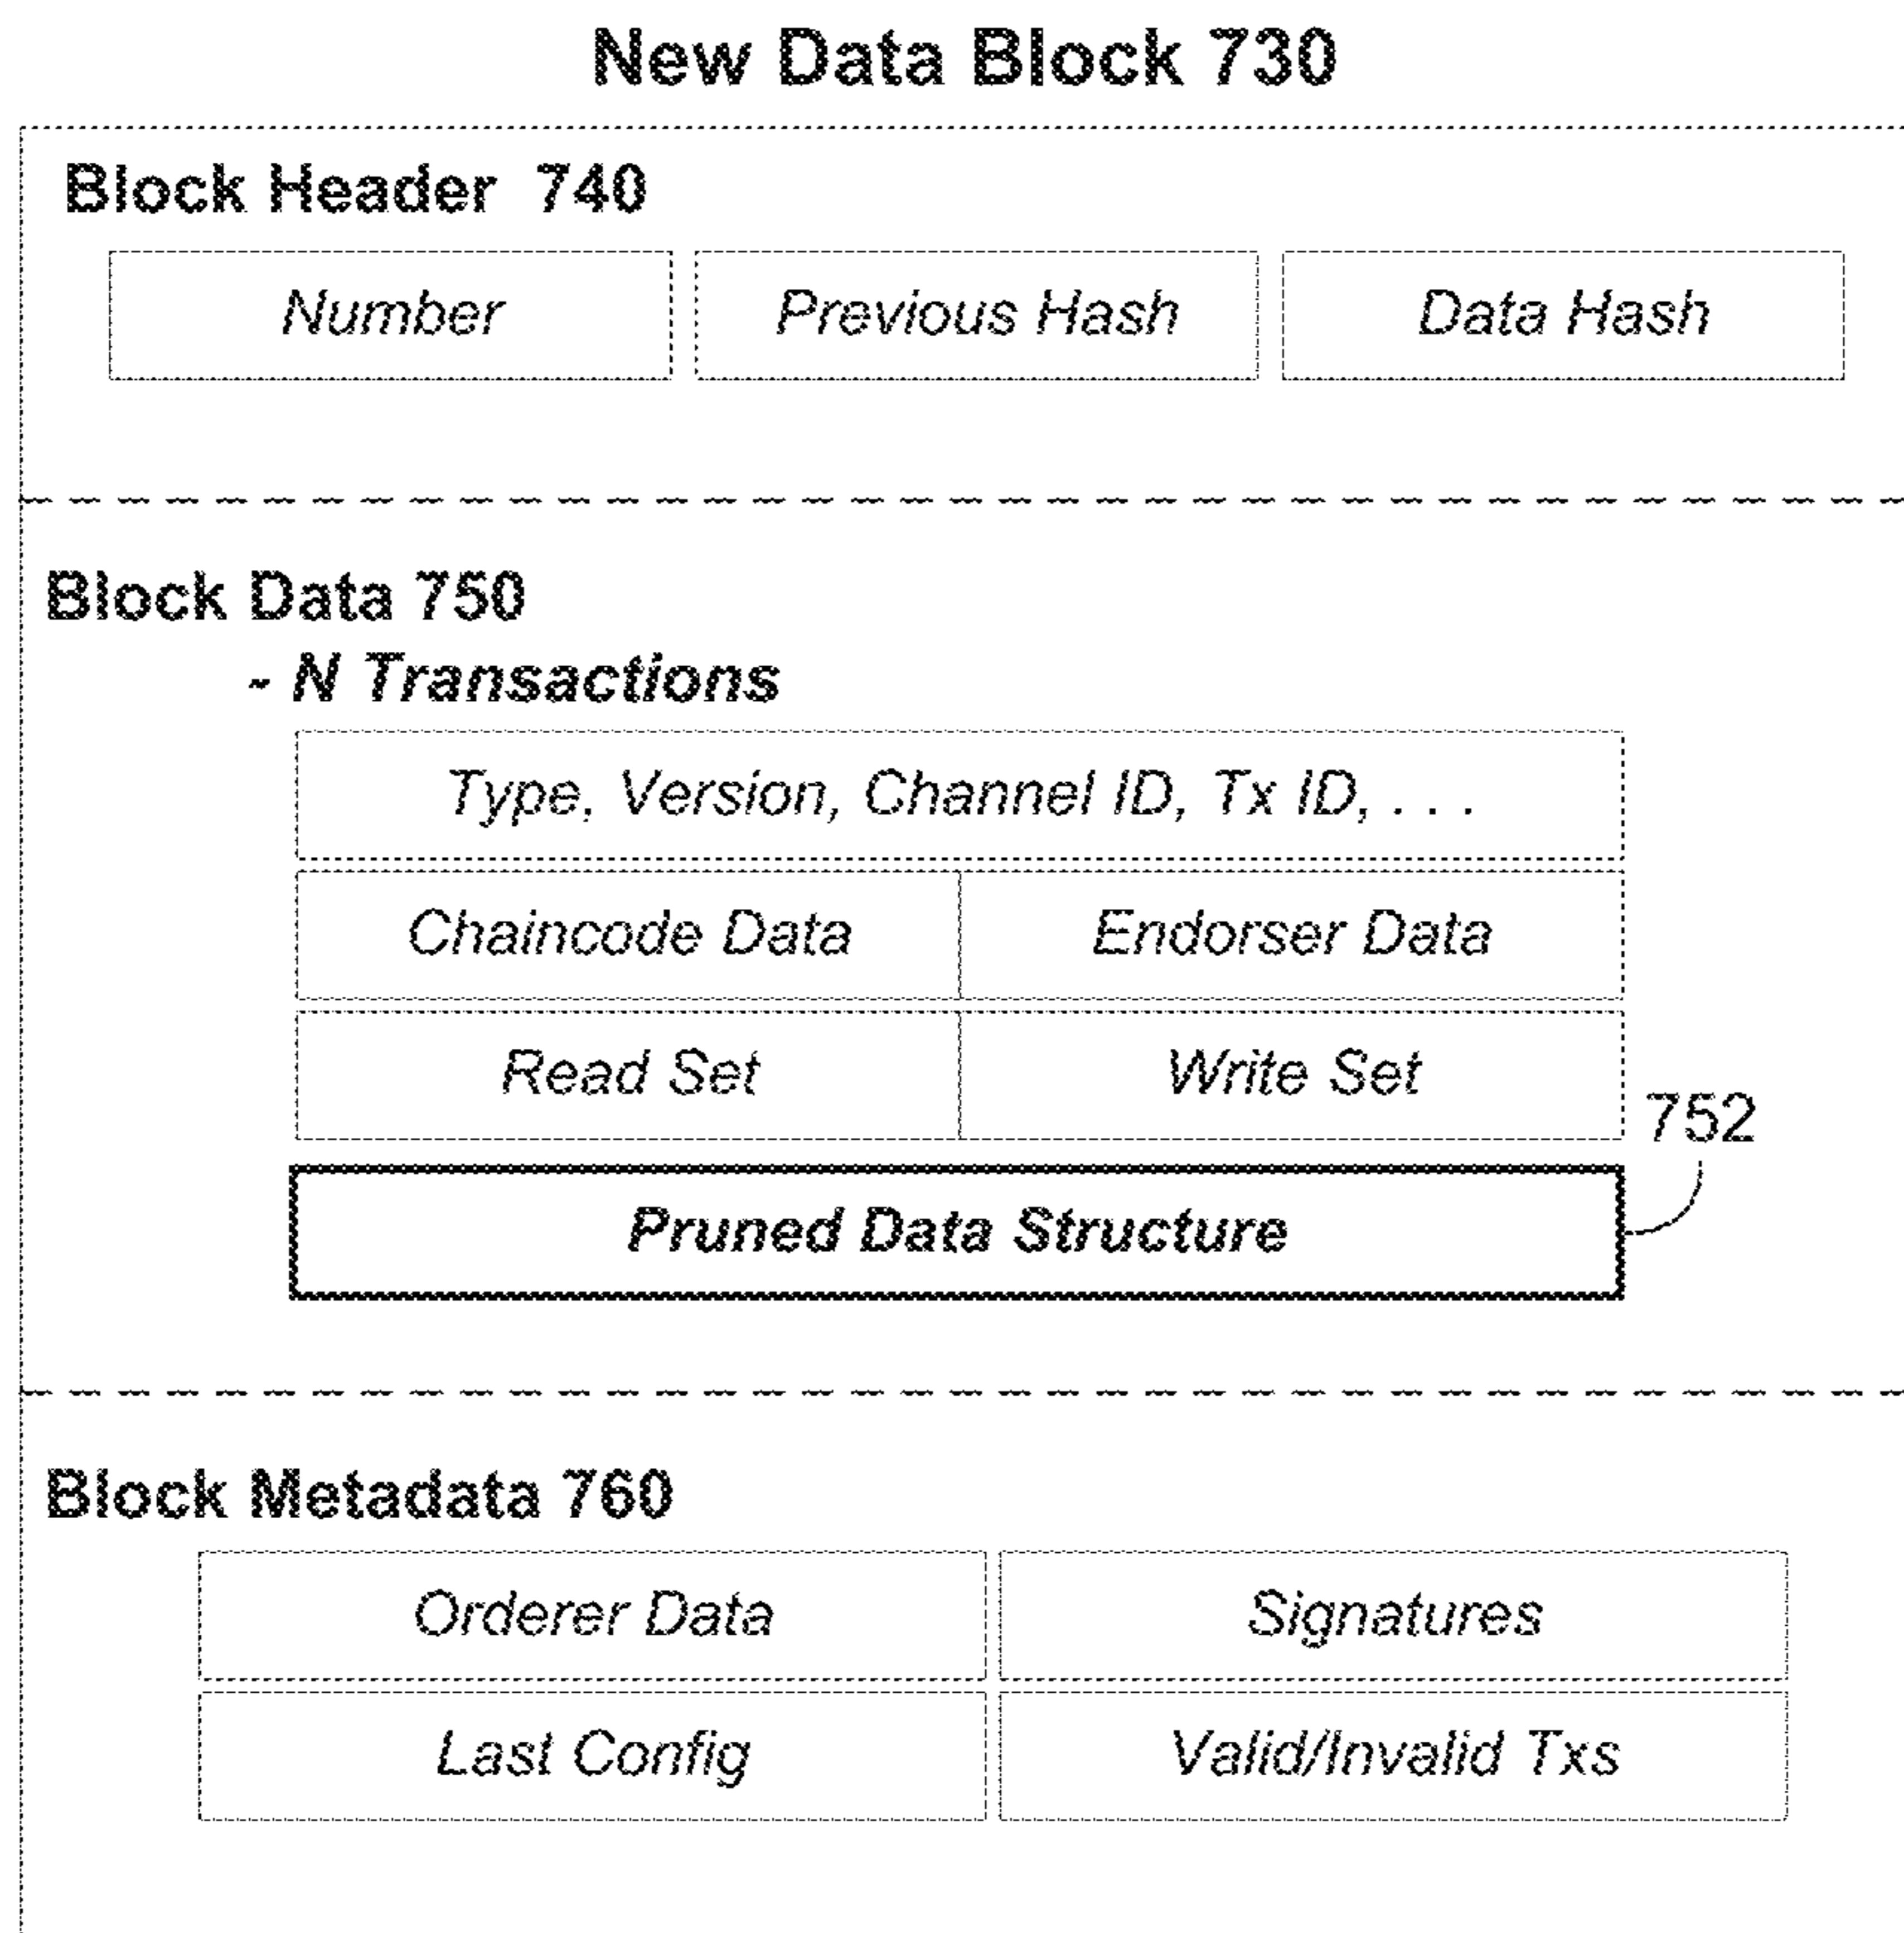 New Data Block 730
Block Header 740
Number
Previous Hash
Data Hash
Block Data 750
- N Transactions
Type, Version, Channel ID, Tx ID, . . .
Chaincode Data
Endorser Data
Read Set
Write Set
752
Pruned Data Structure
Block Metadata 760
Orderer Data
Signatures
Last Config
Valid/Invalid Txs